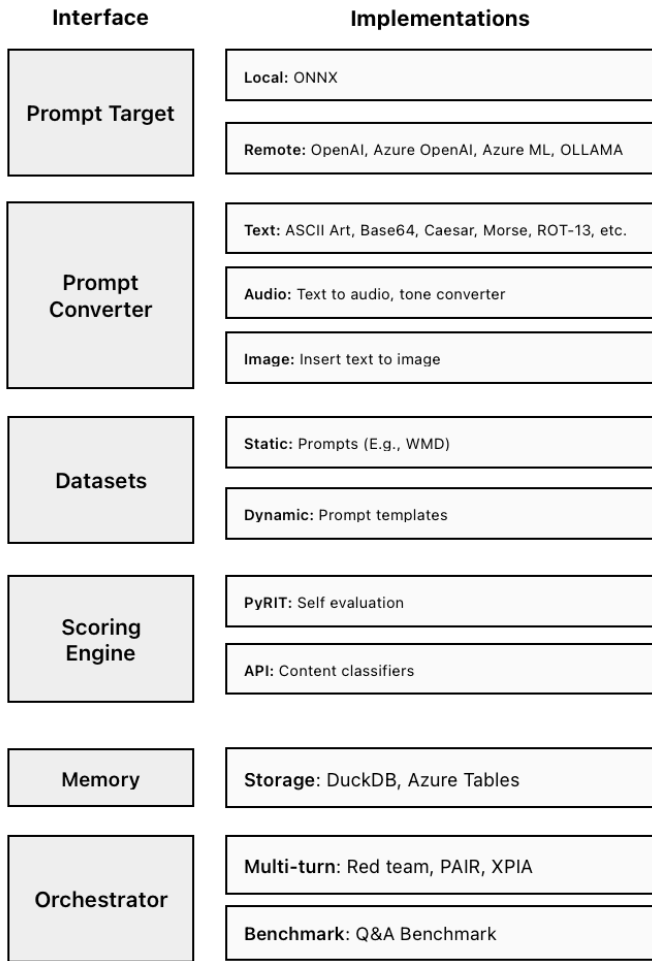 Interface
Implementations
Prompt Target
Local: ONNX
Remote: OpenAI, Azure OpenAI, Azure ML, OLLAMA
Prompt
Converter
Text: ASCII Art, Base64, Caesar, Morse, ROT-13, etc.
Audio: Text to audio, tone converter
Image: Insert text to image
Datasets
Static: Prompts (E.g., WMD)
Dynamic: Prompt templates
Scoring
Engine
PyRIT: Self evaluation
API: Content classifiers
Memory
Storage: DuckDB, Azure Tables
Orchestrator
Multi-turn: Red team, PAIR, XPIA
Benchmark: Q&A Benchmark